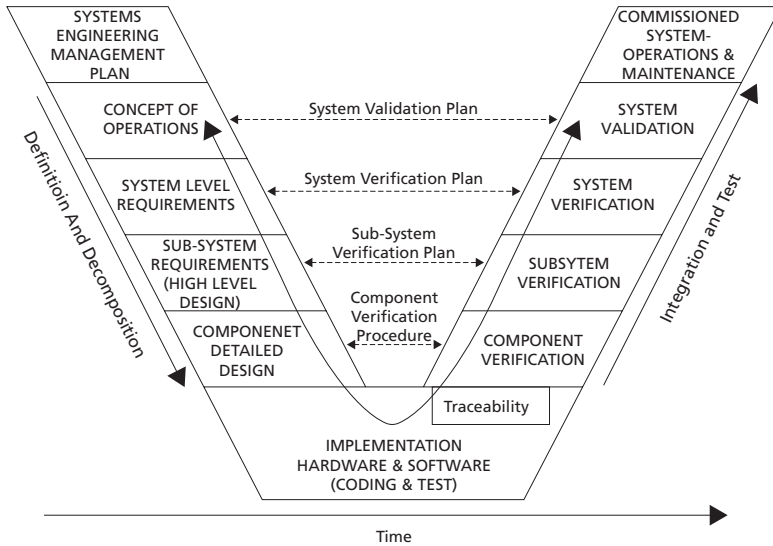 SYSTEMS
ENGINEERING
MANAGEMENT
PLAN
COMMISSIONED
SYSTEM-
OPERATIONS &
MAINTENANCE
CONCEPT OF
OPERATIONS
System Validation Plan
SYSTEM
VALIDATION
SYSTEM LEVEL
REQUIREMENTS
System Verification Plan
SYSTEM
VERIFICATION
SUB-SYSTEM
REQUIREMENTS
(HIGH LEVEL
DESIGN)
Sub-System
Verification Plan
SUBSYTEM
VERIFICATION
COMPONENET
DETAILED
DESIGN
Component
Verification
Procedure
COMPONENT
VERIFICATION
Definitioin And Decomposition
Integration and Test
Traceability
IMPLEMENTATION
HARDWARE & SOFTWARE
(CODING & TEST)
Time